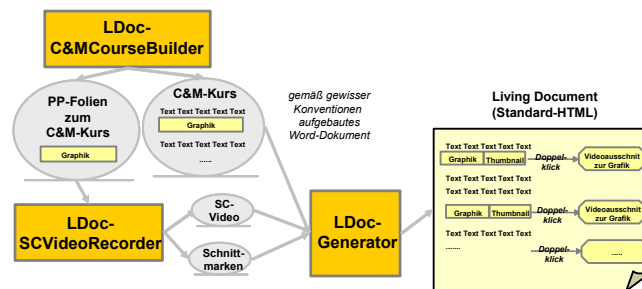 LDoc-
C&MCourseBuilder
PP-Folien
zum
C&M-Kurs
Graphik
C&M-Kurs
Text Text Text Text Text
Graphik
Text Text Text Text Text
......
gemäß gewisser
Konventionen
aufgebautes
Word-Dokument
LDoc-
SCVideoRecorder
SC-
Video
Schnitt-
marken
LDoc-
Generator
Living Document
(Standard-HTML)
Text Text Text Text Text
Graphik Thumbnail
Doppel-
klick
Videoausschnit
zur Grafik
Text Text Text Text Text
Text Text Text Text Text
Graphik Thumbnail
Doppel-
klick
Videoausschnit
zur Grafik
Text Text Text Text Text
........
Doppel-
klick
.....